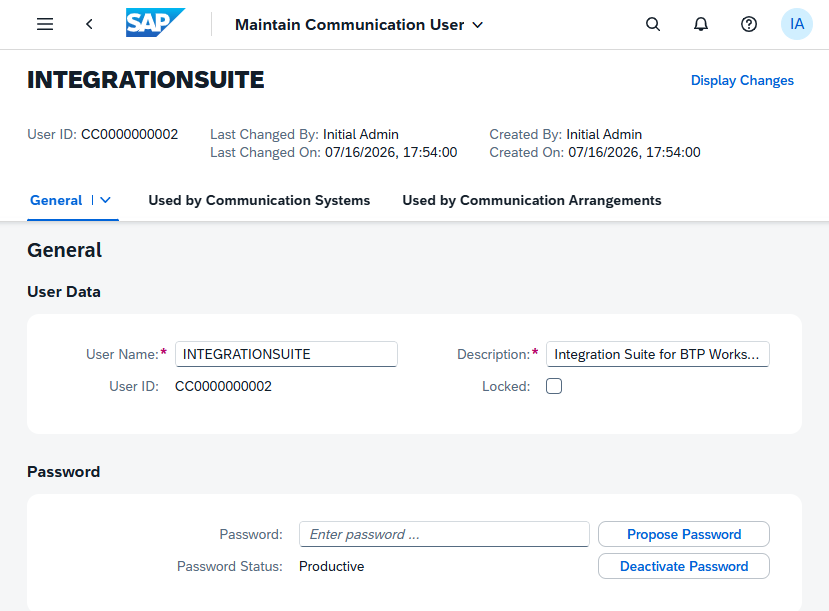 SAP Maintain Communication User IA
INTEGRATIONSUITE Display Changes
User ID: CC0000000002 Last Changed By: Initial Admin Created By: Initial Admin
Last Changed On: 07/16/2026, 17:54:00 Created On: 07/16/2026, 17:54:00
General Used by Communication Systems Used by Communication Arrangements
General
User Data
User Name:* INTEGRATIONSUITE Description:* Integration Suite for BTP Works...
User ID: CC0000000002 Locked:
Password
Password: Enter password ... Propose Password
Password Status: Productive Deactivate Password